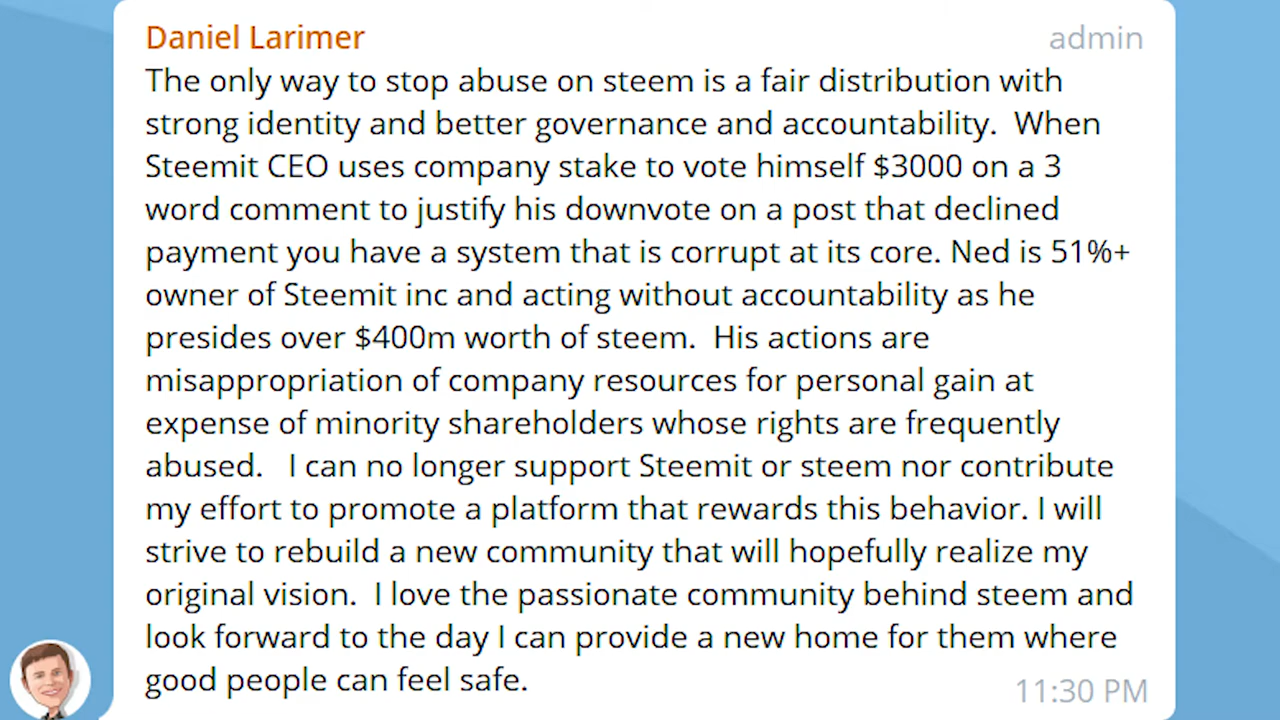 Daniel Larimer admin
The only way to stop abuse on steem is a fair distribution with
strong identity and better governance and accountability.  When
Steemit CEO uses company stake to vote himself $3000 on a 3
word comment to justify his downvote on a post that declined
payment you have a system that is corrupt at its core. Ned is 51%+
owner of Steemit inc and acting without accountability as he
presides over $400m worth of steem.  His actions are
misappropriation of company resources for personal gain at
expense of minority shareholders whose rights are frequently
abused.   I can no longer support Steemit or steem nor contribute
my effort to promote a platform that rewards this behavior. I will
strive to rebuild a new community that will hopefully realize my
original vision.  I love the passionate community behind steem and
look forward to the day I can provide a new home for them where
good people can feel safe.
11:30 PM